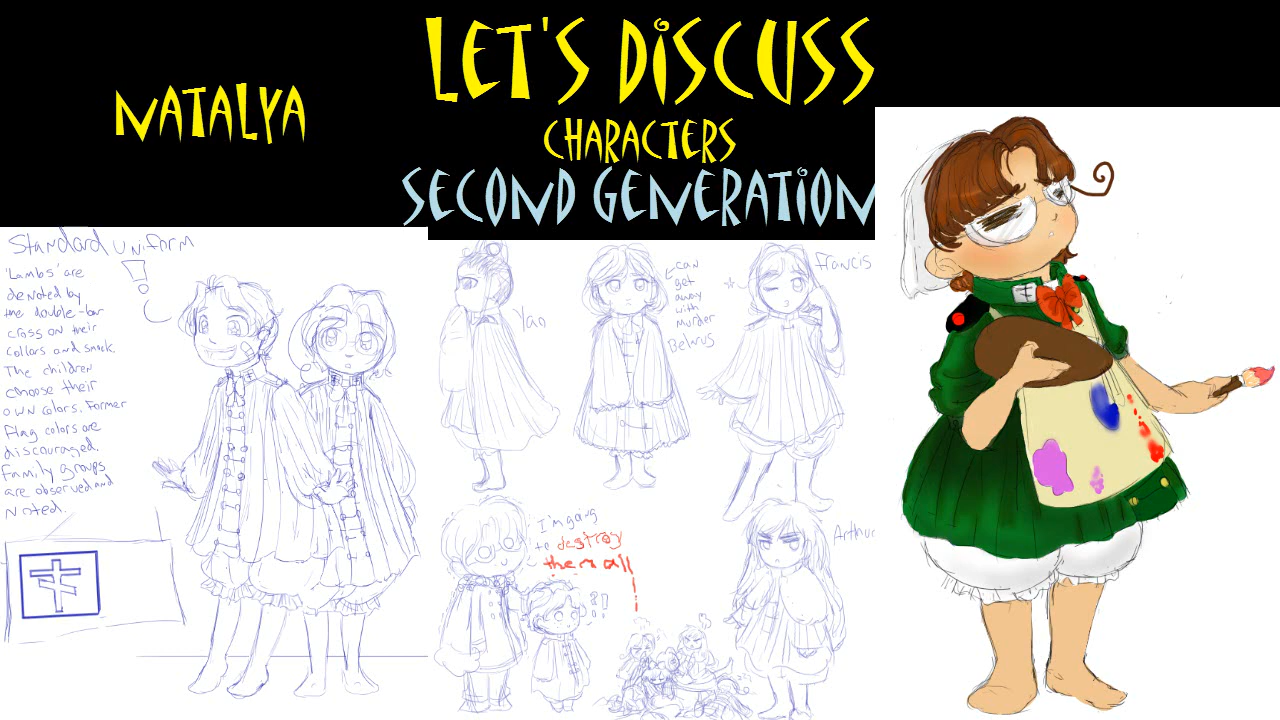 NATALYA
LET'S DISCUSS
CHARACTERS
SECOND GENERATION
Standard uniform
'Lambs' are
denoted by
the double-bar
cross on their
collars and smock.
The children
choose their
own colors. Former
flag colors are
discouraged.
Family groups
are observed and
Noted.
Yao
can
get
away
with
Murder
Belarus
Francis
I'm going
to destroy
them all!
?!
Arthur